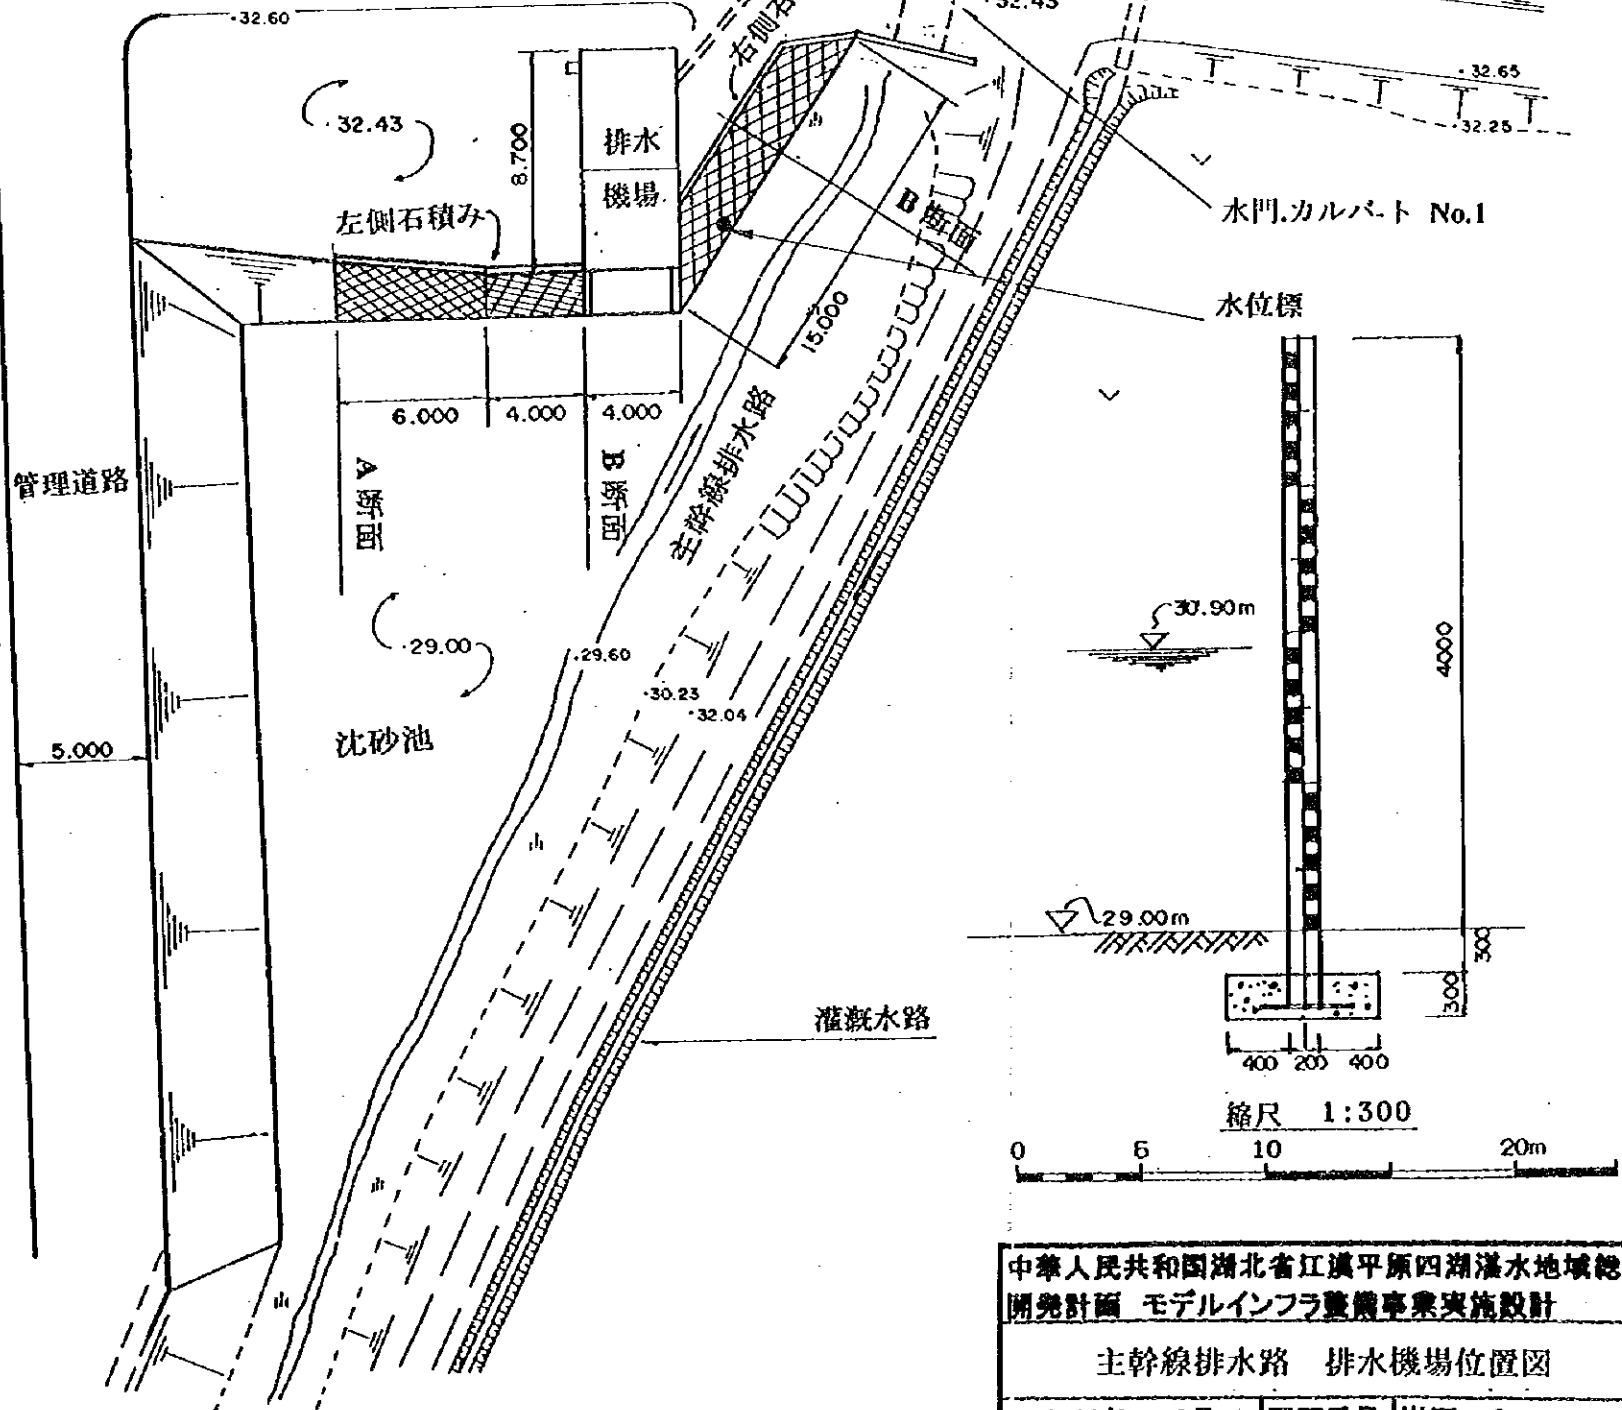 ·32.60
右側石
·32.43
·32.65
·32.25
·32.43
8.700
排水
機場
左側石積み
B 断面
水門.カルバート No.1
水位標
15.000
6.000
4.000
4.000
主幹線排水路
管理道路
A 断面
B 断面
30.90m
4000
·29.00
·29.60
·30.23
·32.04
沈砂池
5.000
29.00m
300
300
灌漑水路
400
200
400
縮尺 1:300
0
5
10
20m
中華人民共和国湖北省江漢平原四湖湛水地域総
開発計画 モデルインフラ整備事業実施設計
主幹線排水路 排水機場位置図